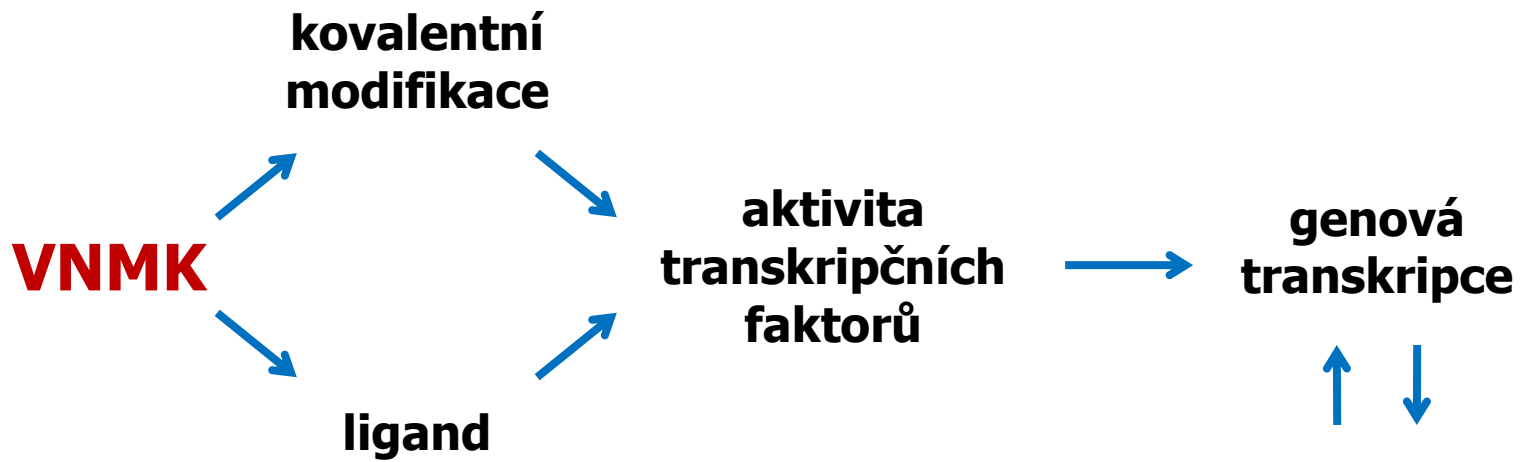 kovalentní
modifikace
VNMK
aktivita
transkripčních
faktorů
genová
transkripce
ligand